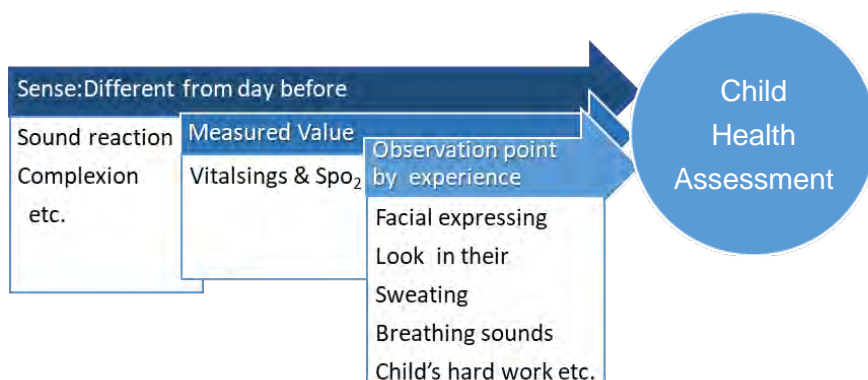 Sense:Different from day before
Sound reaction
Complexion
etc.
Measured Value
Vitalsings & Spo₂
Observation point
by experience
Facial expressing
Look in their
Sweating
Breathing sounds
Child's hard work etc.
Child
Health
Assessment